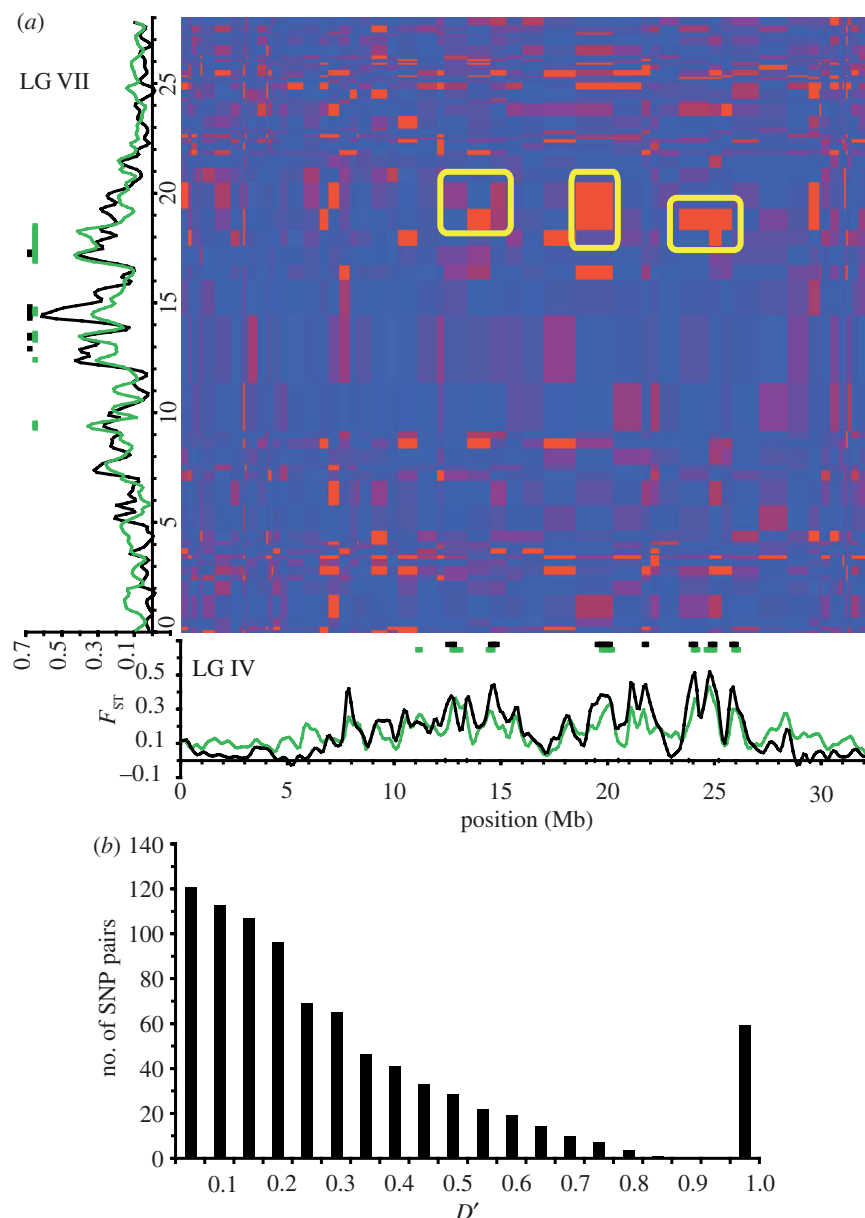 (a)
LG VII
0 5 10 15 20 25
0.7 0.5 0.3 0.1
LG IV
0.5
0.3
0.1
–0.1
F ST
0 5 10 15 20 25 30
position (Mb)
(b)
140
120
100
80
60
40
20
0
no. of SNP pairs
0.1 0.2 0.3 0.4 0.5 0.6 0.7 0.8 0.9 1.0
D′